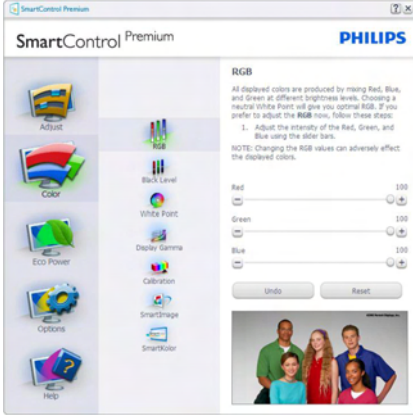 SmartControl Premium
SmartControl Premium
PHILIPS
Adjust
Color
Eco Power
Options
Help
RGB
Black Level
White Point
Display Gamma
Calibration
SmartImage
SmartKolor
RGB
All displayed colors are produced by mixing Red, Blue,
and Green at different brightness levels. Choosing a
neutral White Point will give you optimal RGB. If you
prefer to adjust the RGB now, follow these steps:
1. Adjust the intensity of the Red, Green, and
Blue using the slider bars.
NOTE: Changing the RGB values can adversely effect
the displayed colors.
Red 100
Green 100
Blue 100
Undo Reset